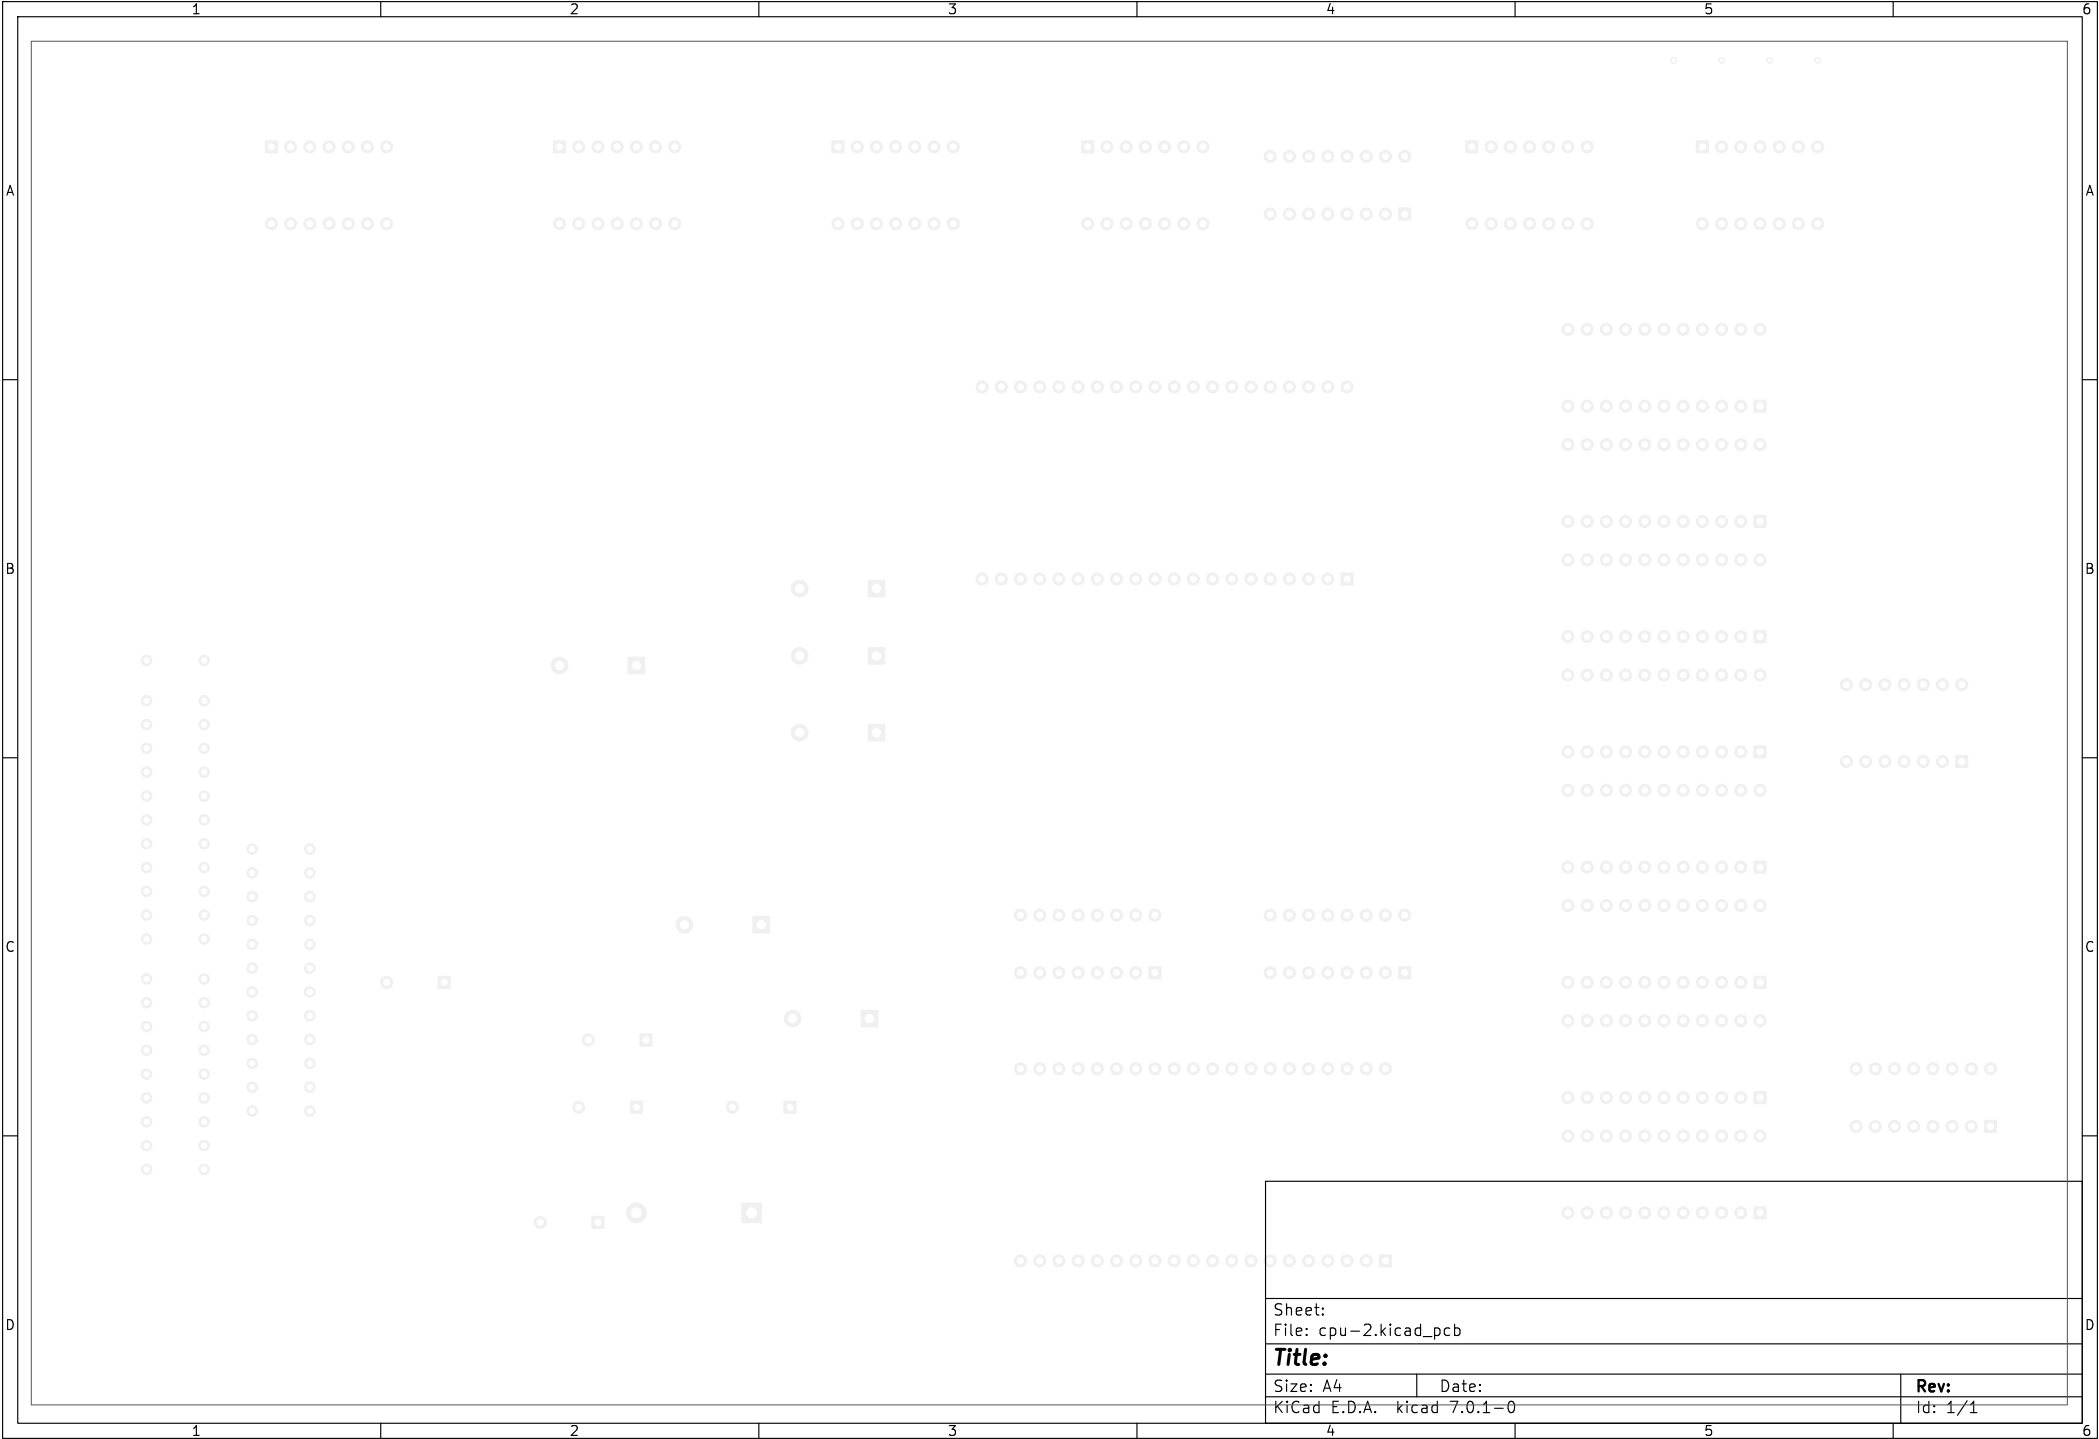 1 2 3 4 5 6
A A
B B
C C
Sheet:
File: cpu-2.kicad_pcb
D D
Title:
Size: A4 Date: Rev:
KiCad E.D.A. kicad 7.0.1-0 Id: 1/1
1 2 3 4 5 6